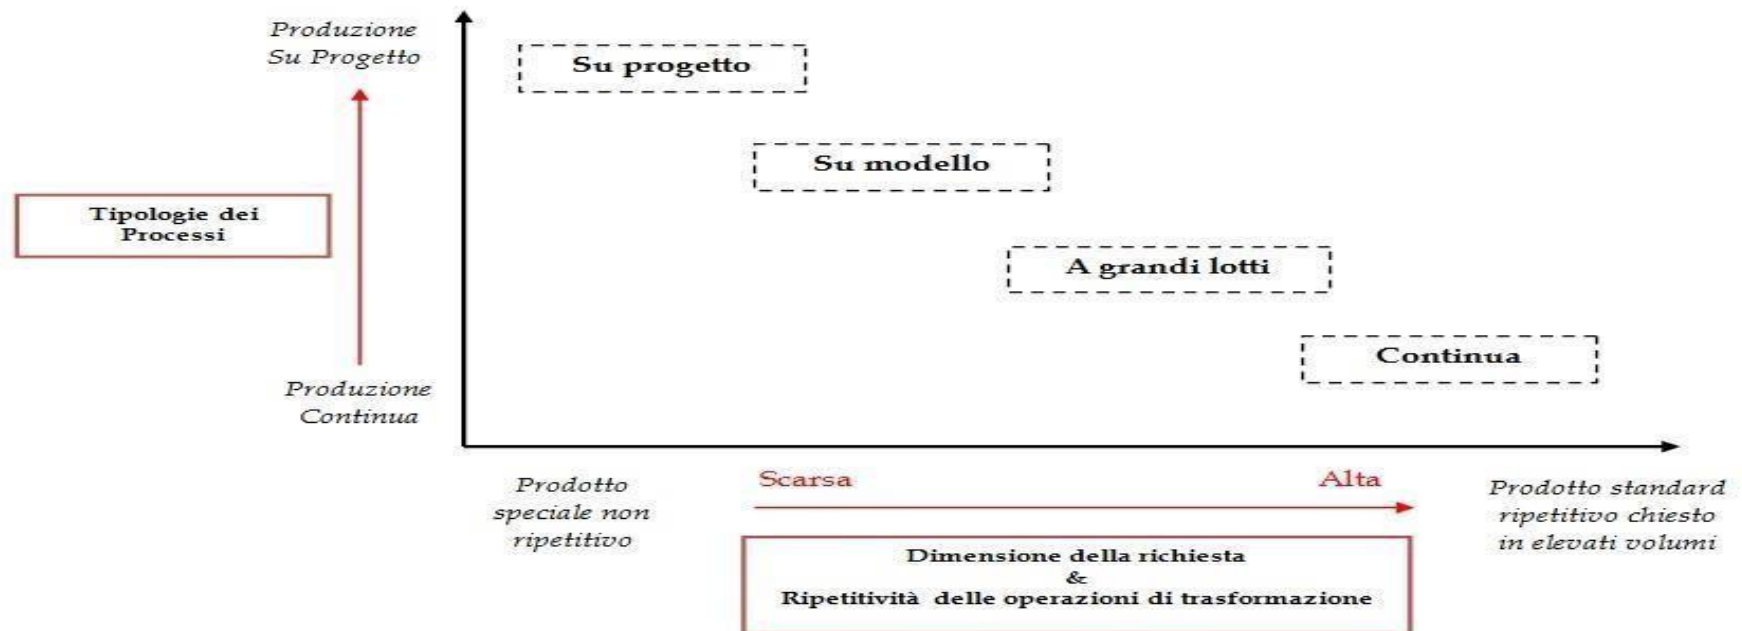 Produzione
Su Progetto
Su progetto
Su modello
Tipologie dei
Processi
A grandi lotti
Continua
Produzione
Continua
Prodotto
speciale non
ripetitivo
Scarsa
Alta
Prodotto standard
ripetitivo chiesto
in elevati volumi
Dimensione della richiesta
&
Ripetitività delle operazioni di trasformazione